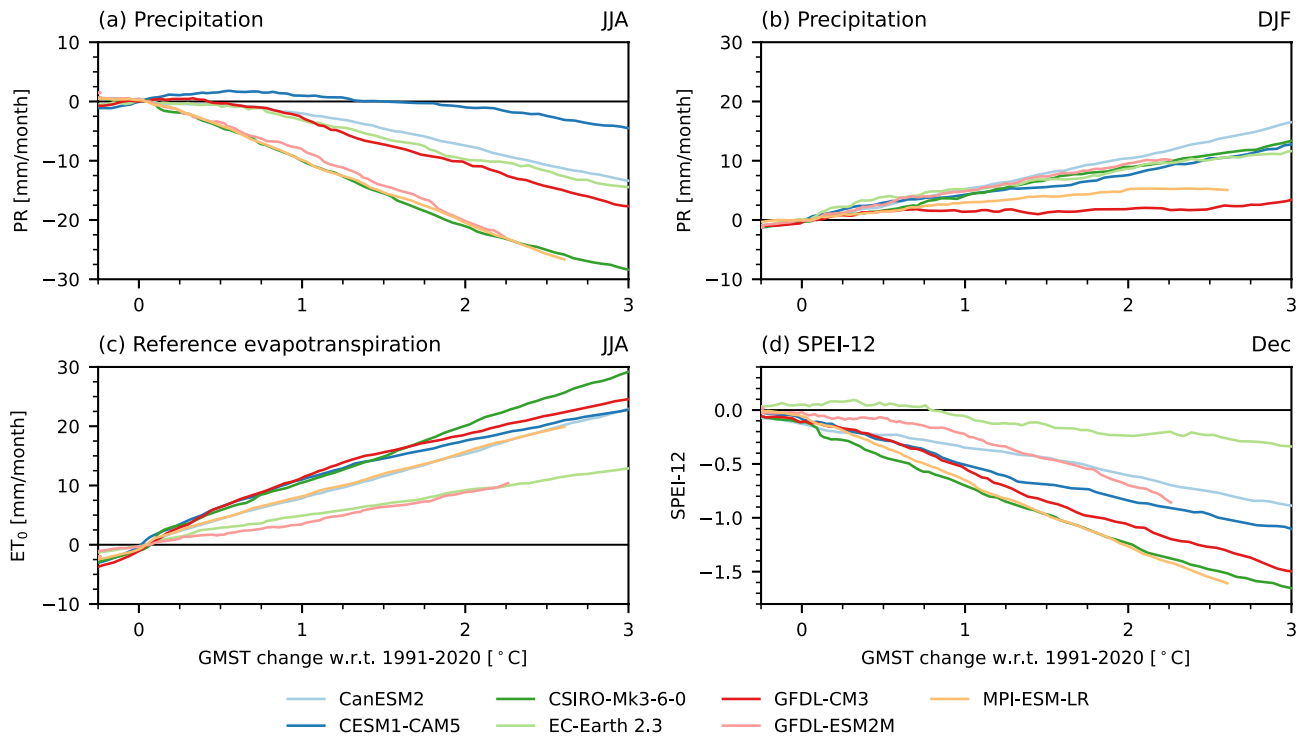 (a) Precipitation JJA
(b) Precipitation DJF
PR [mm/month]
10
0
−10
−20
−30
0 1 2 3
PR [mm/month]
30
20
10
0
−10
0 1 2 3
(c) Reference evapotranspiration JJA
(d) SPEI-12 Dec
ET0 [mm/month]
30
20
10
0
−10
0 1 2 3
GMST change w.r.t. 1991-2020 [°C]
SPEI-12
0.0
−0.5
−1.0
−1.5
0 1 2 3
GMST change w.r.t. 1991-2020 [°C]
CanESM2
CESM1-CAM5
CSIRO-Mk3-6-0
EC-Earth 2.3
GFDL-CM3
GFDL-ESM2M
MPI-ESM-LR